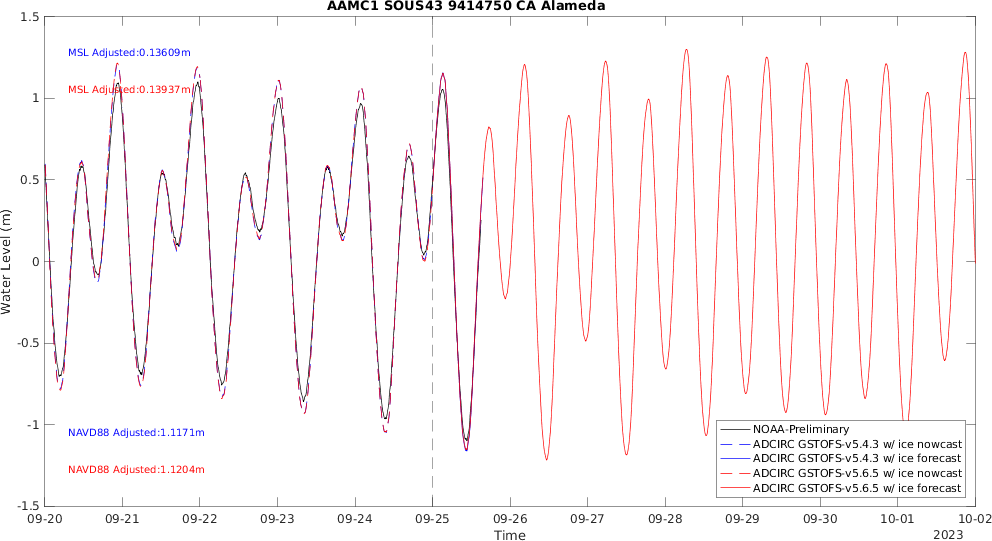 AAMC1 SOUS43 9414750 CA Alameda
1.5
1
0.5
0
-0.5
-1
-1.5
Water Level (m)
MSL Adjusted:0.13609m
MSL Adjusted:0.13937m
NAVD88 Adjusted:1.1171m
NAVD88 Adjusted:1.1204m
NOAA-Preliminary
ADCIRC GSTOFS-v5.4.3 w/ ice nowcast
ADCIRC GSTOFS-v5.4.3 w/ ice forecast
ADCIRC GSTOFS-v5.6.5 w/ ice nowcast
ADCIRC GSTOFS-v5.6.5 w/ ice forecast
09-20 09-21 09-22 09-23 09-24 09-25 09-26 09-27 09-28 09-29 09-30 10-01 10-02
Time
2023